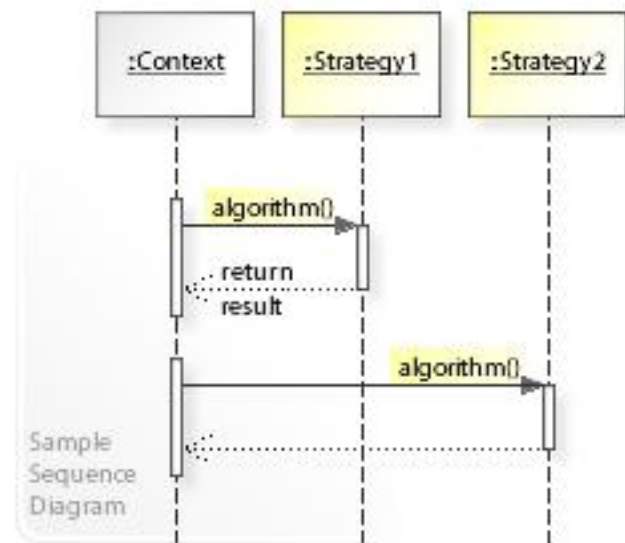 :Context
:Strategy1
:Strategy2
algorithm()
return
result
algorithm()
Sample
Sequence
Diagram